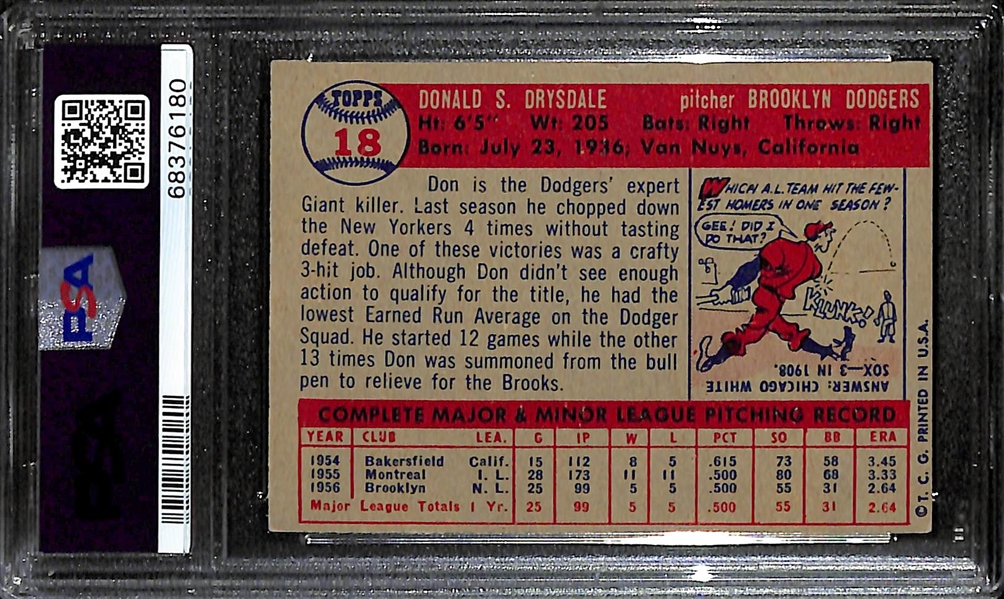 68376180
PSA
TOPPS
18
DONALD S. DRYSDALE pitcher BROOKLYN DODGERS
Ht: 6'5" Wt: 205 Bats: Right Throws: Right
Born: July 23, 1936; Van Nuys, California
Don is the Dodgers' expert
Giant killer. Last season he chopped down
the New Yorkers 4 times without tasting
defeat. One of these victories was a crafty
3-hit job. Although Don didn't see enough
action to qualify for the title, he had the
lowest Earned Run Average on the Dodger
Squad. He started 12 games while the other
13 times Don was summoned from the bull
pen to relieve for the Brooks.
WHICH A.L. TEAM HIT THE FEW-
EST HOMERS IN ONE SEASON?
GEE! DID I
DO THAT?
KLUNK!
ANSWER: CHICAGO WHITE
SOX—3 IN 1908.
COMPLETE MAJOR & MINOR LEAGUE PITCHING RECORD
YEAR CLUB LEA. G IP W L PCT SO BB ERA
1954 Bakersfield Calif. 15 112 8 5 .615 73 58 3.45
1955 Montreal I. L. 28 173 11 11 .500 80 68 3.33
1956 Brooklyn N. L. 25 99 5 5 .500 55 31 2.64
Major League Totals 1 Yr. 25 99 5 5 .500 55 31 2.64
© T. C. G. PRINTED IN U.S.A.